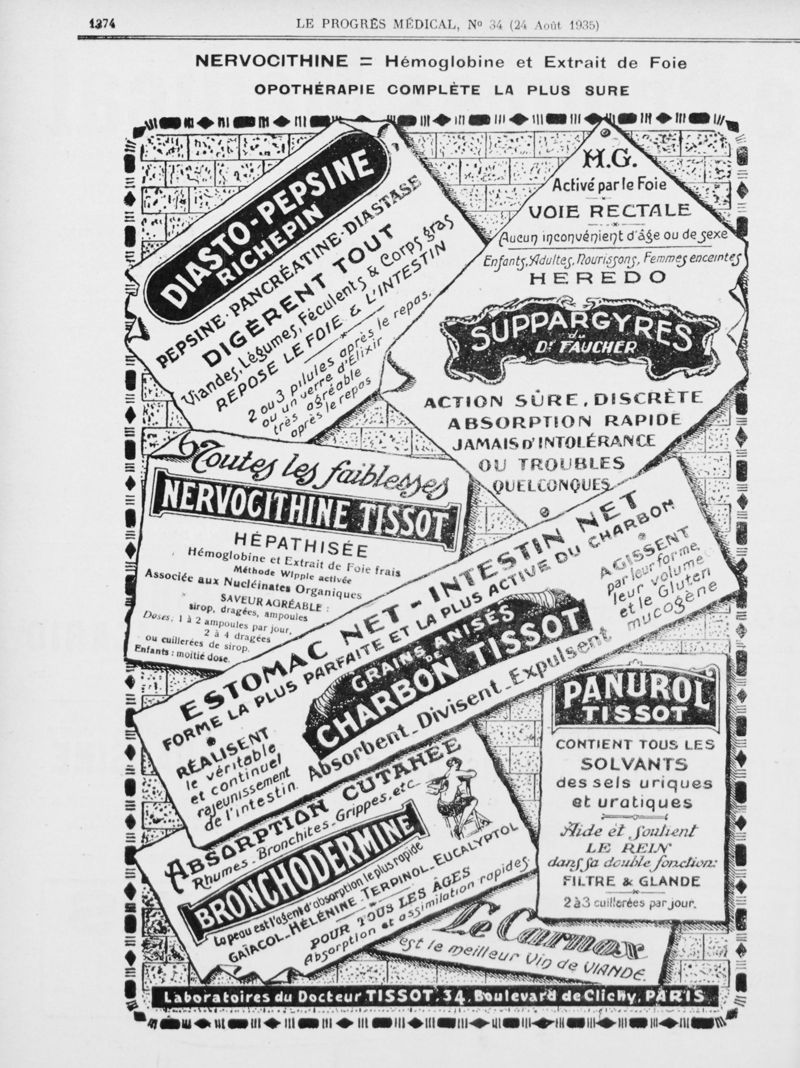 1374
LE PROGRÈS MÉDICAL, No 34 (24 Août 1935)
NERVOCITHINE = Hémoglobine et Extrait de Foie
OPOTHÉRAPIE COMPLÈTE LA PLUS SURE
DIASTO-PEPSINE
RICHEPIN
PEPSINE-PANCRÉATINE-DIASTASE
DIGÈRENT TOUT
Viandes, Légumes, Féculents & Corps gras
REPOSE LE FOIE & L'INTESTIN
2 ou 3 pilules après le repas.
ou un verre d'Elixir
très agréable
après le repas
H.G.
Activé par le Foie
VOIE RECTALE
Aucun inconvénient d'âge ou de sexe
Enfants, Adultes, Nourissons, Femmes enceintes
HEREDO
SUPPARGYRES
du
Dr FAUCHER
ACTION SÛRE, DISCRÈTE
ABSORPTION RAPIDE
JAMAIS D'INTOLÉRANCE
OU TROUBLES
QUELCONQUES
Toutes les faiblesses
NERVOCITHINE TISSOT
HÉPATHISÉE
Hémoglobine et Extrait de Foie frais
Méthode Wipple activée
Associée aux Nucléinates Organiques
SAVEUR AGRÉABLE :
sirop, dragées, ampoules
Doses, 1 à 2 ampoules par jour,
2 à 4 dragées
ou cuillerées de sirop.
Enfants : moitié dose.
ESTOMAC NET - INTESTIN NET
FORME LA PLUS PARFAITE ET LA PLUS ACTIVE DU CHARBON
GRAINS ANISÉS
DE
CHARBON TISSOT
Absorbent_Divisent_Expulsent
RÉALISENT
le véritable
et continuel
rajeunissement
de l'intestin.
AGISSENT
par leur forme,
leur volume
et le Gluten
mucogène
PANUROL
TISSOT
CONTIENT TOUS LES
SOLVANTS
des sels uriques
et uratiques
Aide et soutient
LE REIN
dans sa double fonction:
FILTRE & GLANDE
2 à 3 cuillerées par jour.
ABSORPTION CUTANÉE
Rhumes_Bronchites_Grippes, etc_
BRONCHODERMINE
La peau est l'agent d'absorption le plus rapide
GAÏACOL_HÉLÉNINE_TERPINOL_EUCALYPTOL
POUR TOUS LES ÂGES
Absorption et assimilation rapides
Le Carmax
est le meilleur Vin de VIANDE
Laboratoires du Docteur TISSOT, 34, Boulevard de Clichy, PARIS